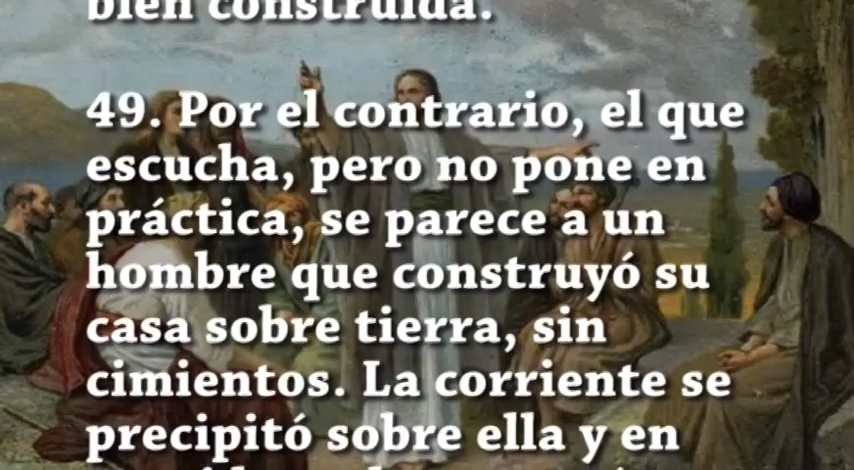 bien construida.
49. Por el contrario, el que
escucha, pero no pone en
práctica, se parece a un
hombre que construyó su
casa sobre tierra, sin
cimientos. La corriente se
precipitó sobre ella y en